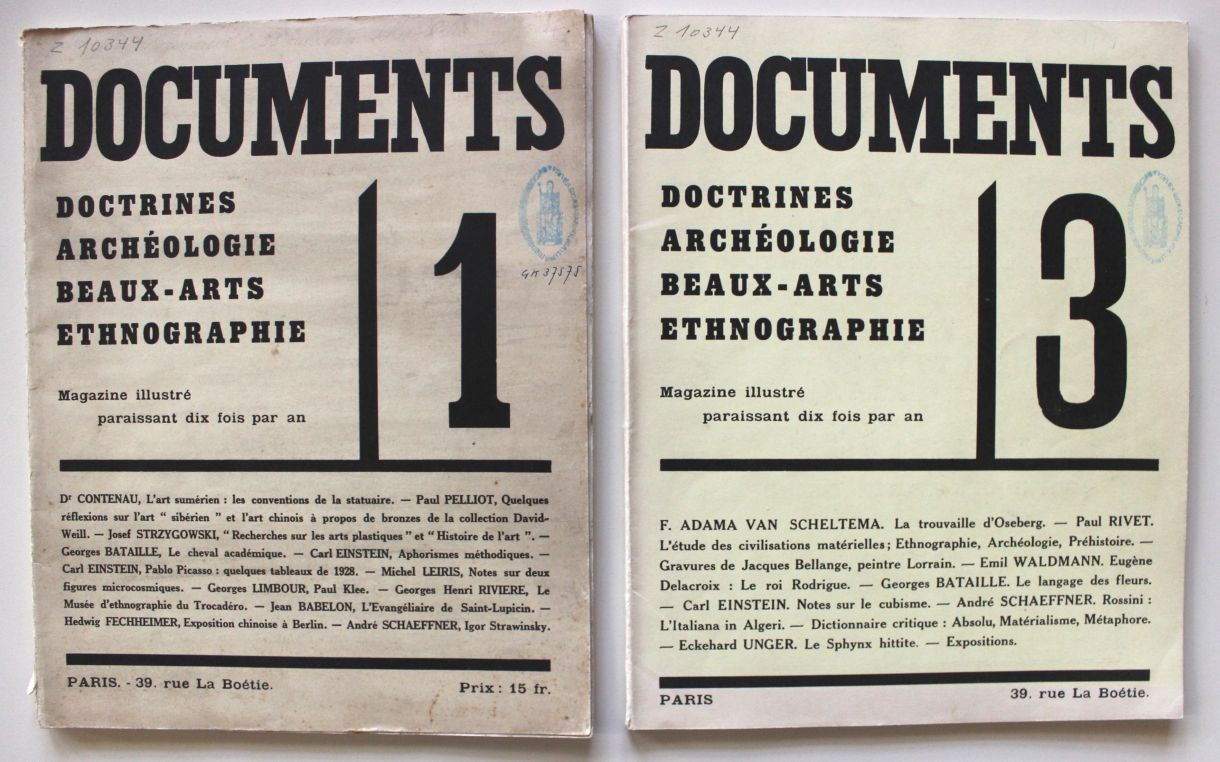 Z 10344
DOCUMENTS
DOCTRINES
ARCHÉOLOGIE
BEAUX-ARTS
ETHNOGRAPHIE
1
GM 37575
Magazine illustré
paraissant dix fois par an
Dr CONTENAU, L'art sumérien : les conventions de la statuaire. — Paul PELLIOT, Quelques
réflexions sur l'art “ sibérien ” et l'art chinois à propos de bronzes de la collection David-
Weill. — Josef STRZYGOWSKI, “ Recherches sur les arts plastiques ” et “ Histoire de l'art ”. —
Georges BATAILLE, Le cheval académique. — Carl EINSTEIN, Aphorismes méthodiques. —
Carl EINSTEIN, Pablo Picasso : quelques tableaux de 1928. — Michel LEIRIS, Notes sur deux
figures microcosmiques. — Georges LIMBOUR, Paul Klee. — Georges Henri RIVIERE, Le
Musée d'ethnographie du Trocadéro. — Jean BABELON, L'Evangéliaire de Saint-Lupicin. —
Hedwig FECHHEIMER, Exposition chinoise à Berlin. — André SCHAEFFNER, Igor Strawinsky.
PARIS. - 39. rue La Boétie.
Prix : 15 fr.
Z 10344
DOCUMENTS
DOCTRINES
ARCHÉOLOGIE
BEAUX-ARTS
ETHNOGRAPHIE
3
Magazine illustré
paraissant dix fois par an
F. ADAMA VAN SCHELTEMA. La trouvaille d'Oseberg. — Paul RIVET.
L'étude des civilisations matérielles; Ethnographie, Archéologie, Préhistoire. —
Gravures de Jacques Bellange, peintre Lorrain. — Emil WALDMANN. Eugène
Delacroix : Le roi Rodrigue. — Georges BATAILLE. Le langage des fleurs.
— Carl EINSTEIN. Notes sur le cubisme. — André SCHAEFFNER. Rossini :
L'Italiana in Algeri. — Dictionnaire critique : Absolu, Matérialisme, Métaphore.
— Eckehard UNGER. Le Sphynx hittite. — Expositions.
PARIS
39. rue La Boétie.